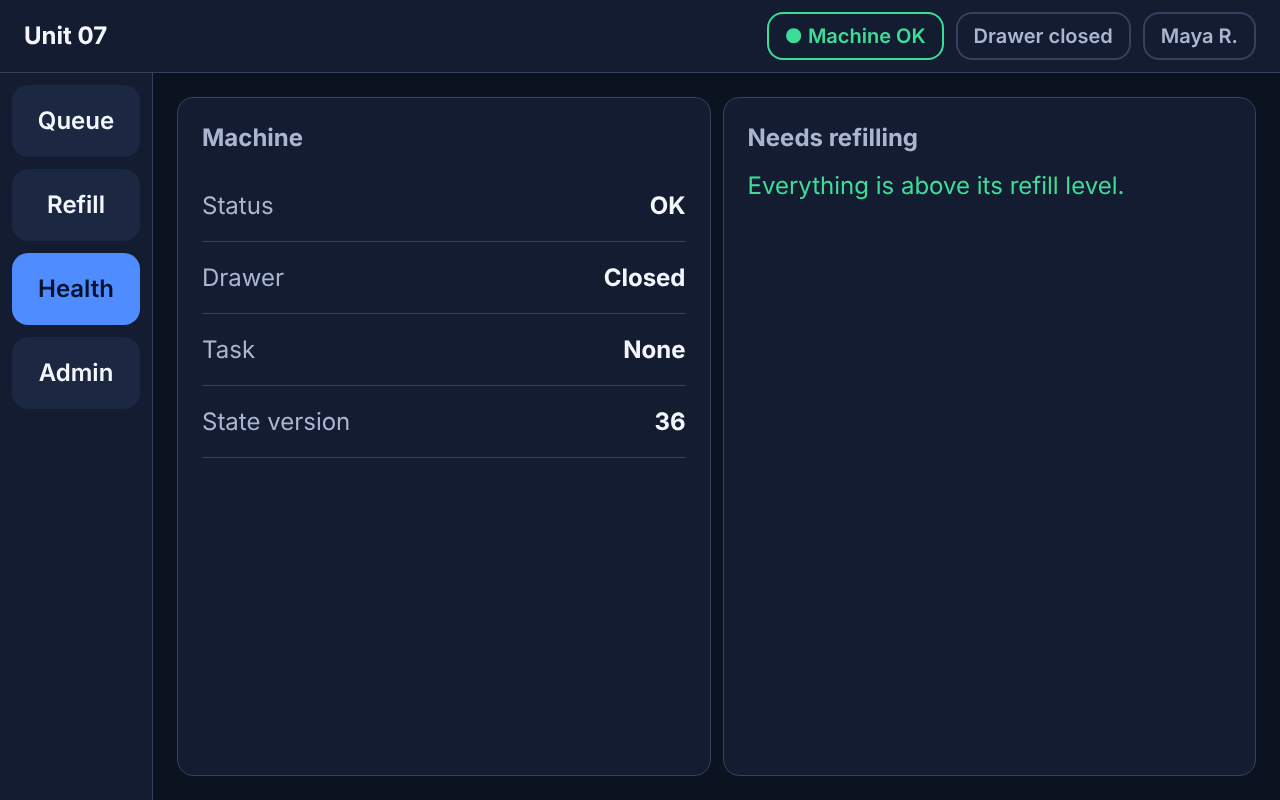 Unit 07
Machine OK
Drawer closed
Maya R.
Queue
Refill
Health
Admin
Machine
Status OK
Drawer Closed
Task None
State version 36
Needs refilling
Everything is above its refill level.